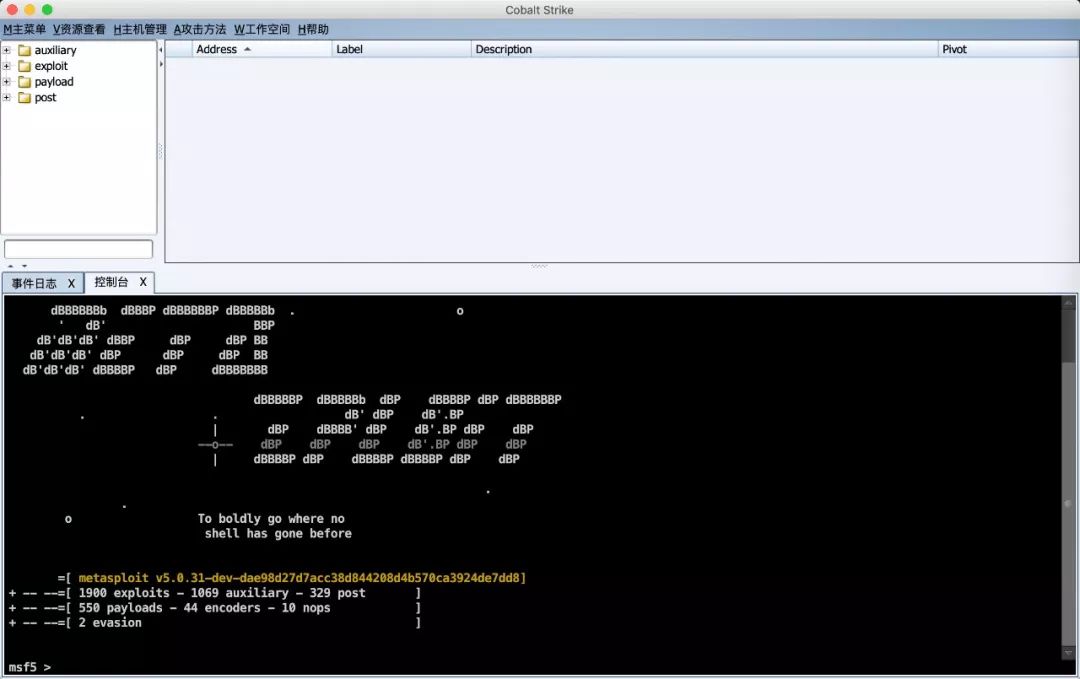 Cobalt Strike
M主菜单 V资源查看 H主机管理 A攻击方法 W工作空间 H帮助
auxiliary
exploit
payload
post
Address Label Description Pivot
事件日志 X 控制台 X
dBBBBBBb  dBBBP dBBBBBBP dBBBBBb  .                       o
 '   dB'                     BBP
dB'dB'dB' dBBP     dBP     dBP BB
dB'dB'dB' dBP      dBP     dBP  BB
dB'dB'dB' dBBBBP   dBP     dBBBBBBB
dBBBBBP  dBBBBBb  dBP    dBBBBP dBP dBBBBBBP
.                  .                  dB' dBP    dB'.BP
|       dBP    dBBBB' dBP    dB'.BP dBP    dBP
--o--    dBP    dBP    dBP    dB'.BP dBP    dBP
|     dBBBBP dBP    dBBBBP dBBBBP dBP    dBP
.
.
o                  To boldly go where no
shell has gone before
=[ metasploit v5.0.31-dev-dae98d27d7acc38d844208d4b570ca3924de7dd8]
+ -- --=[ 1900 exploits - 1069 auxiliary - 329 post       ]
+ -- --=[ 550 payloads - 44 encoders - 10 nops            ]
+ -- --=[ 2 evasion                                       ]
msf5 >